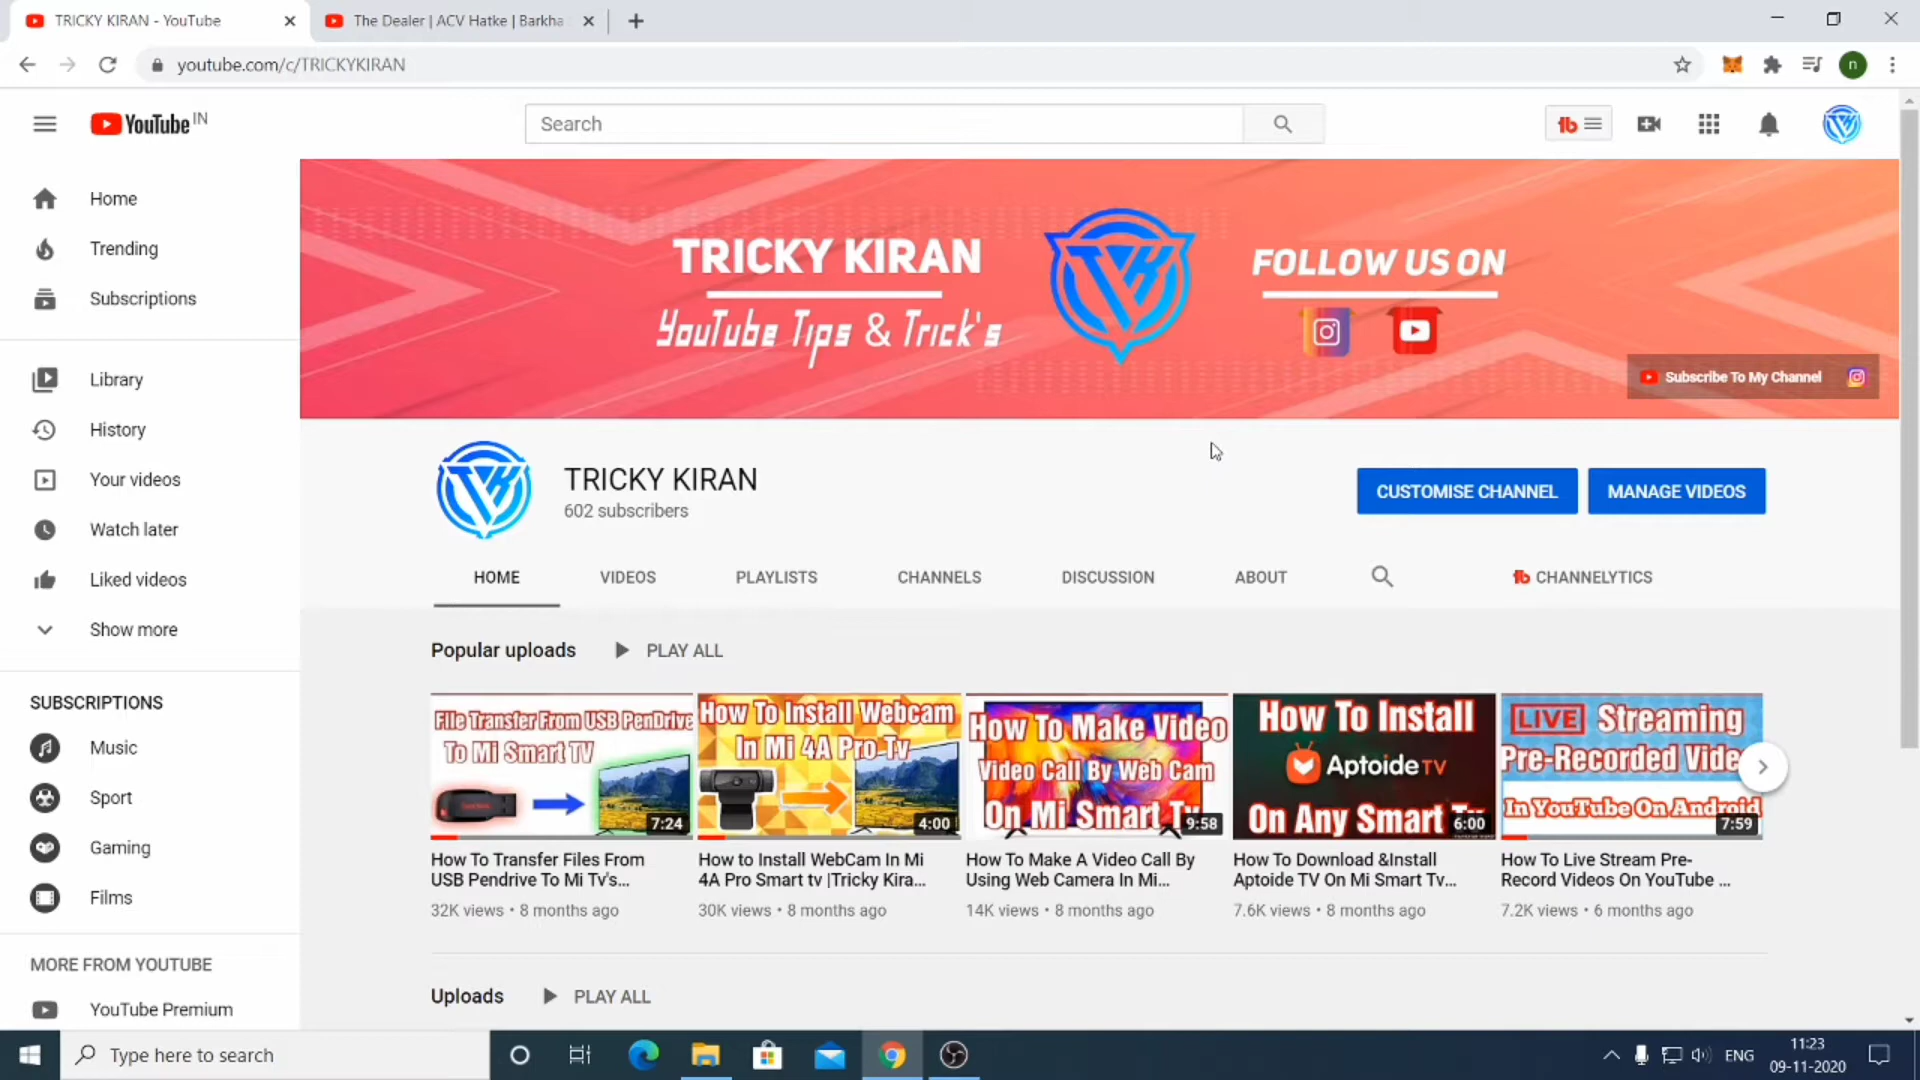 TRICKY KIRAN - YouTube
The Dealer | ACV Hatke | Barkha
youtube.com/c/TRICKYKIRAN
n
YouTube IN
Search
Home
Trending
Subscriptions
Library
History
Your videos
Watch later
Liked videos
Show more
SUBSCRIPTIONS
Music
Sport
Gaming
Films
MORE FROM YOUTUBE
YouTube Premium
TRICKY KIRAN
YouTube Tips & Trick's
FOLLOW US ON
Subscribe To My Channel
TRICKY KIRAN
602 subscribers
CUSTOMISE CHANNEL
MANAGE VIDEOS
HOME
VIDEOS
PLAYLISTS
CHANNELS
DISCUSSION
ABOUT
CHANNELYTICS
Popular uploads
PLAY ALL
File Transfer From USB PenDrive
To Mi Smart TV
7:24
How To Transfer Files From
USB Pendrive To Mi Tv's...
32K views • 8 months ago
How To Install Webcam
In Mi 4A Pro Tv
4:00
How to Install WebCam In Mi
4A Pro Smart tv |Tricky Kira...
30K views • 8 months ago
How To Make Video
Video Call By Web Cam
On Mi Smart Tv
9:58
How To Make A Video Call By
Using Web Camera In Mi...
14K views • 8 months ago
How To Install
Aptoide TV
On Any Smart Tv
6:00
How To Download &Install
Aptoide TV On Mi Smart Tv...
7.6K views • 8 months ago
LIVE Streaming
Pre-Recorded Video
In YouTube On Android
7:59
How To Live Stream Pre-
Record Videos On YouTube ...
7.2K views • 6 months ago
Uploads
PLAY ALL
Type here to search
ENG
11:23
09-11-2020